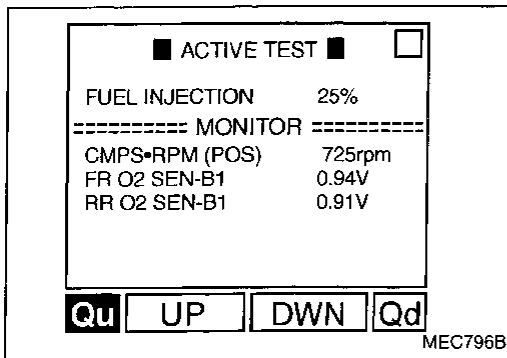 ■ ACTIVE TEST ■
FUEL INJECTION 25%
========== MONITOR ==========
CMPS•RPM (POS) 725rpm
FR O2 SEN-B1 0.94V
RR O2 SEN-B1 0.91V
Qu UP DWN Qd
MEC796B